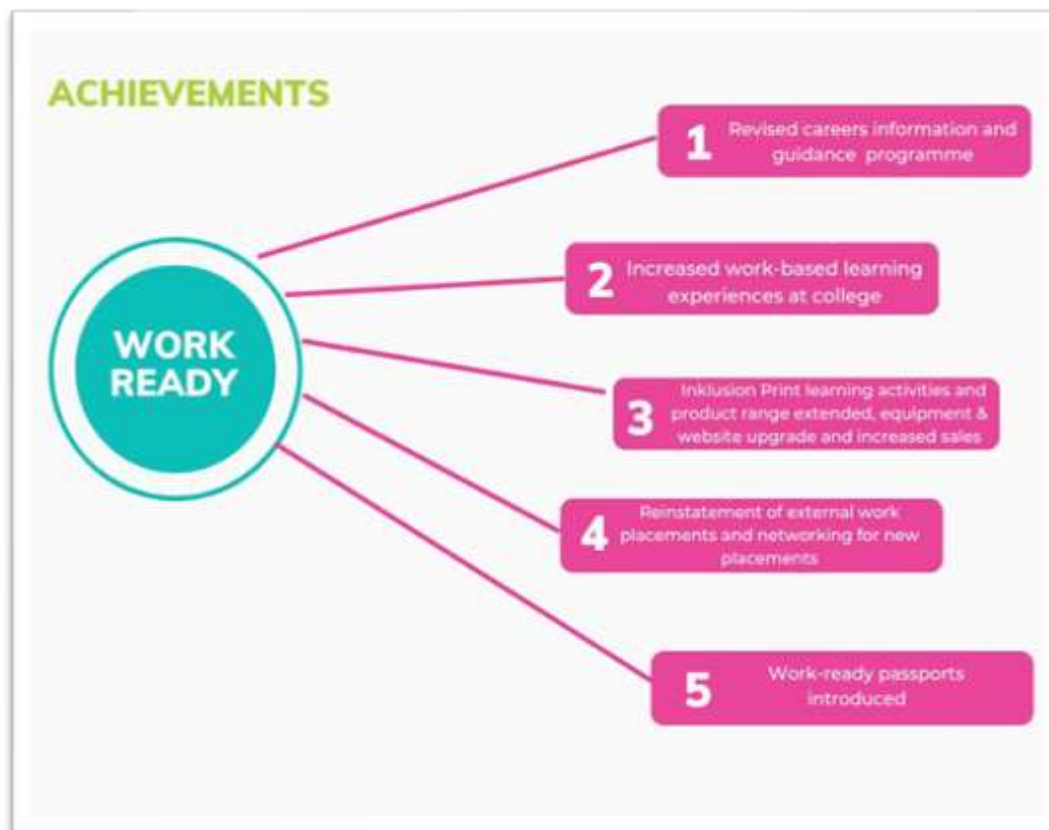 ACHIEVEMENTS
WORK
READY
1
Revised careers information and
guidance programme
2
Increased work-based learning
experiences at college
3
Inklusion Print learning activities and
product range extended, equipment &
website upgrade and increased sales
4
Reinstatement of external work
placements and networking for new
placements
5
Work-ready passports
introduced